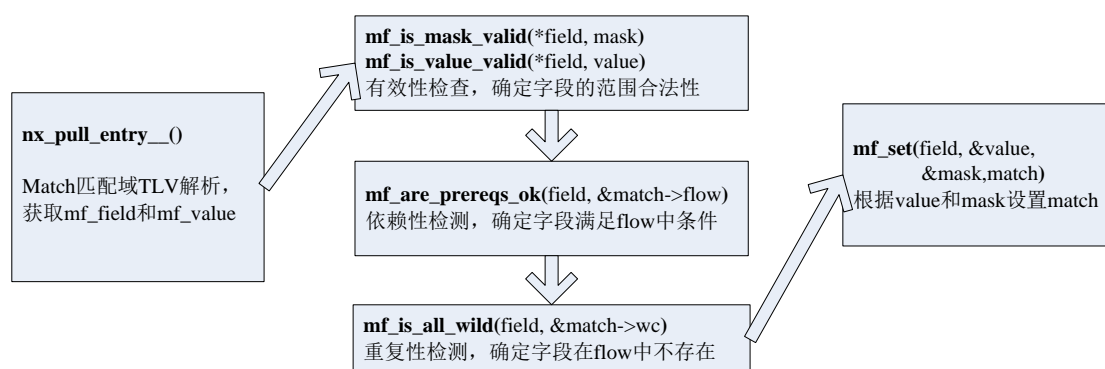 nx_pull_entry__()
Match匹配域TLV解析，
获取mf_field和mf_value
mf_is_mask_valid(*field, mask)
mf_is_value_valid(*field, value)
有效性检查，确定字段的范围合法性
mf_are_prereqs_ok(field, &match->flow)
依赖性检测，确定字段满足flow中条件
mf_is_all_wild(field, &match->wc)
重复性检测，确定字段在flow中不存在
mf_set(field, &value,
&mask,match)
根据value和mask设置match